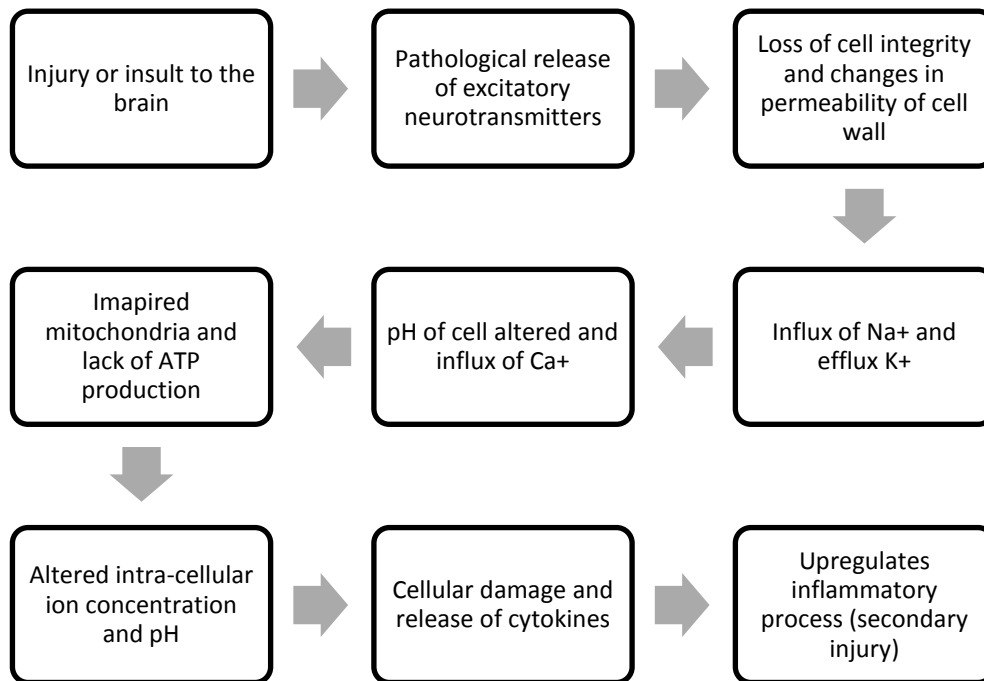 Injury or insult to the
brain
Pathological release
of excitatory
neurotransmitters
Loss of cell integrity
and changes in
permeability of cell
wall
Influx of Na+ and
efflux K+
pH of cell altered and
influx of Ca+
Imapired
mitochondria and
lack of ATP
production
Altered intra-cellular
ion concentration
and pH
Cellular damage and
release of cytokines
Upregulates
inflammatory
process (secondary
injury)